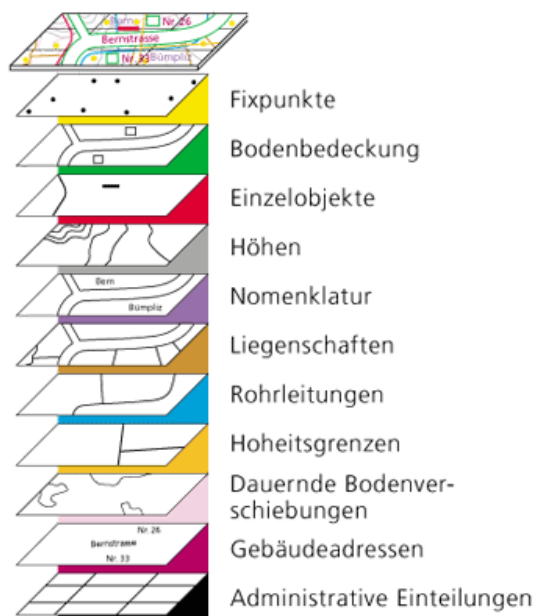 Bern
Nr. 26
Bernstrasse
Nr. 33
Bümpliz
Fixpunkte
Bodenbedeckung
Einzelobjekte
Höhen
Bern
Bümpliz
Nomenklatur
Liegenschaften
Rohrleitungen
Hoheitsgrenzen
Dauernde Bodenver-
schiebungen
Nr. 26
Bernstrasse
Nr. 33
Gebäudeadressen
Administrative Einteilungen